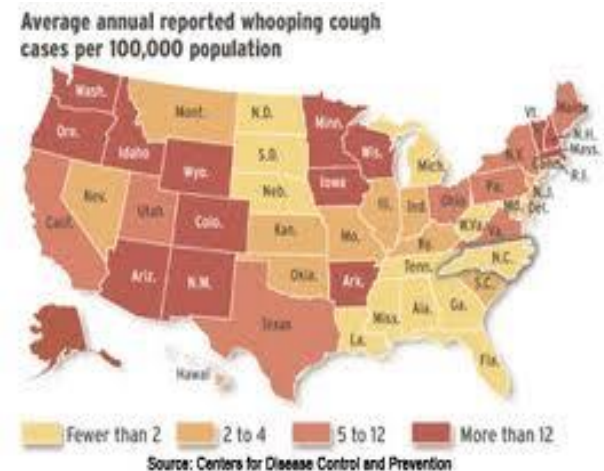 Average annual reported whooping cough
cases per 100,000 population
Wash.
Mont.
N.D.
Minn.
Vt.
Maine
Ore.
Idaho
S.D.
Wis.
N.H.
Mass.
Wyo.
Mich.
N.Y.
Conn.
R.I.
Nev.
Neb.
Iowa
Pa.
N.J.
Calif.
Utah
Colo.
Ill.
Ind.
Ohio
Md.
Del.
Kan.
Mo.
W.Va.
Va.
Ky.
Ariz.
N.M.
Okla.
Ark.
Tenn.
N.C.
S.C.
Texas
Miss.
Ala.
Ga.
La.
Fla.
Hawai
Fewer than 2
2 to 4
5 to 12
More than 12
Source: Centers for Disease Control and Prevention